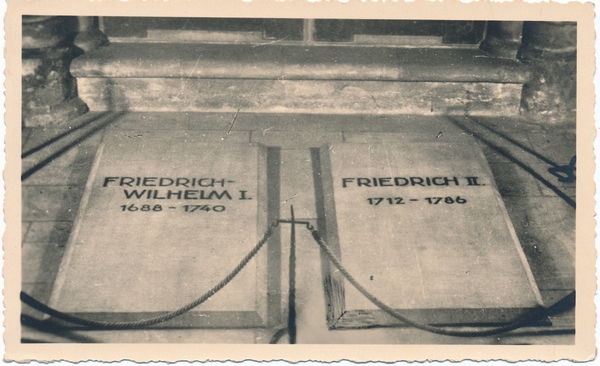 FRIEDRICH-
WILHELM I.
1688 - 1740
FRIEDRICH II.
1712 - 1786